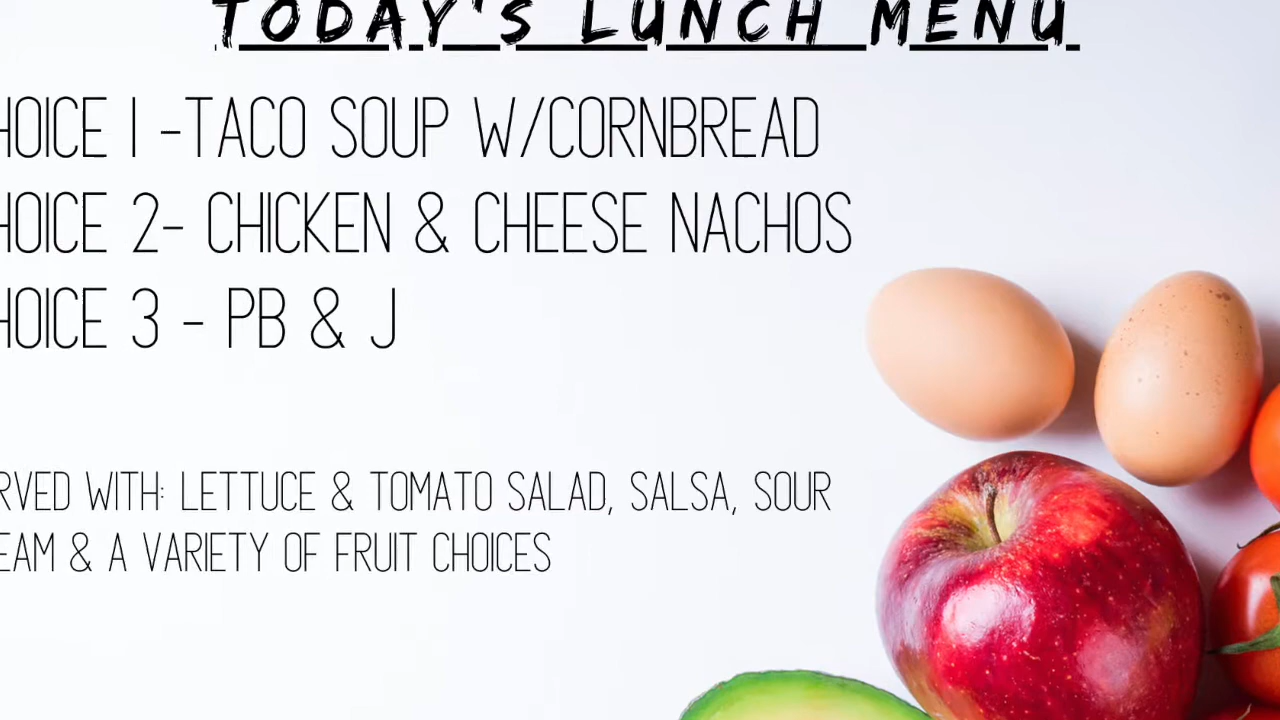 TODAY'S LUNCH MENU
HOICE 1 -TACO SOUP W/CORNBREAD
HOICE 2- CHICKEN & CHEESE NACHOS
HOICE 3 - PB & J
RVED WITH: LETTUCE & TOMATO SALAD, SALSA, SOUR
EAM & A VARIETY OF FRUIT CHOICES